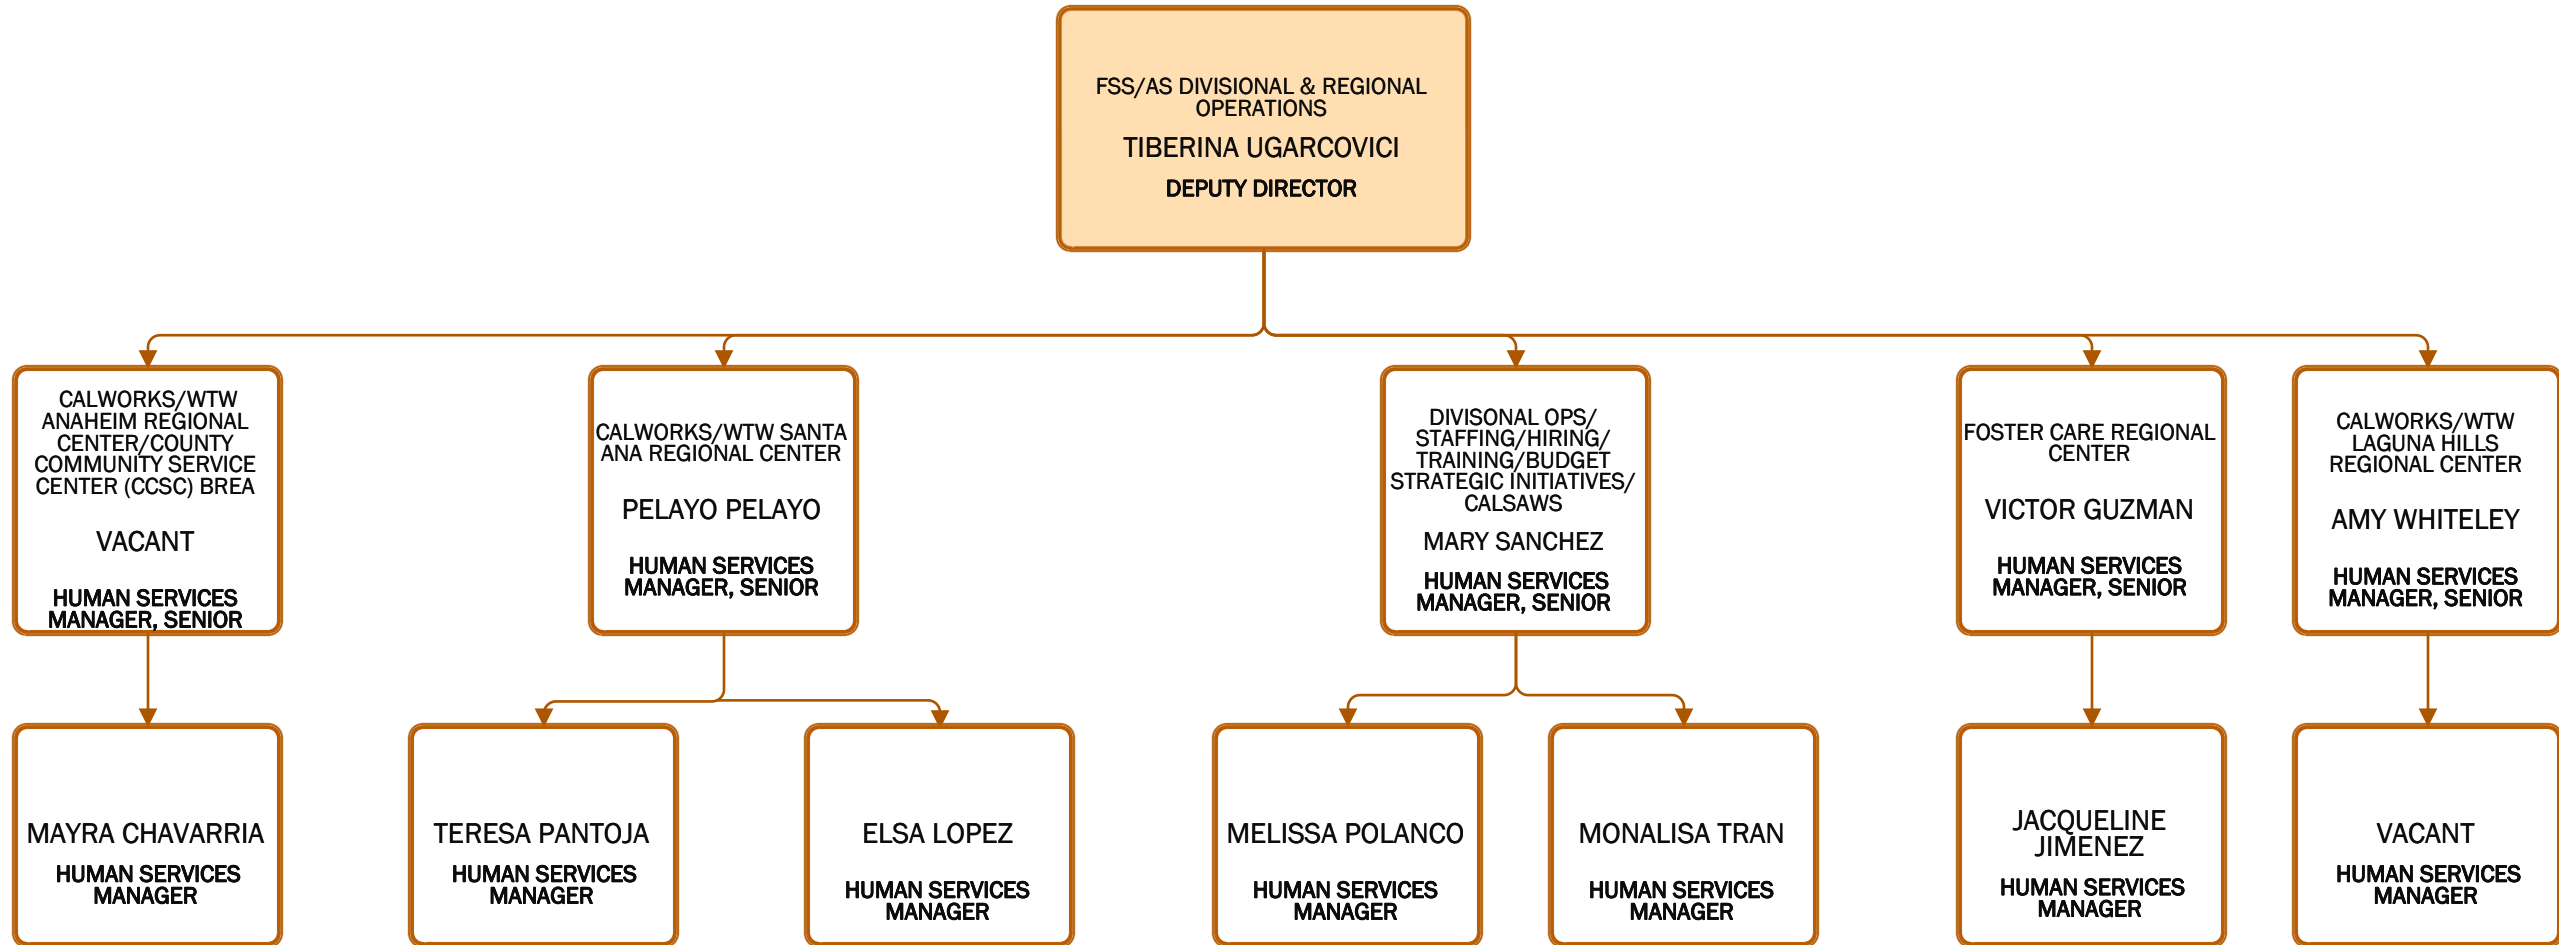 FSS/AS DIVISIONAL & REGIONAL
OPERATIONS
TIBERINA UGARCOVICI
DEPUTY DIRECTOR
CALWORKS/WTW
ANAHEIM REGIONAL
CENTER/COUNTY
COMMUNITY SERVICE
CENTER (CCSC) BREA
VACANT
HUMAN SERVICES
MANAGER, SENIOR
CALWORKS/WTW SANTA
ANA REGIONAL CENTER
PELAYO PELAYO
HUMAN SERVICES
MANAGER, SENIOR
DIVISONAL OPS/
STAFFING/HIRING/
TRAINING/BUDGET
STRATEGIC INITIATIVES/
CALSAWS
MARY SANCHEZ
HUMAN SERVICES
MANAGER, SENIOR
FOSTER CARE REGIONAL
CENTER
VICTOR GUZMAN
HUMAN SERVICES
MANAGER, SENIOR
CALWORKS/WTW
LAGUNA HILLS
REGIONAL CENTER
AMY WHITELEY
HUMAN SERVICES
MANAGER, SENIOR
MAYRA CHAVARRIA
HUMAN SERVICES
MANAGER
TERESA PANTOJA
HUMAN SERVICES
MANAGER
ELSA LOPEZ
HUMAN SERVICES
MANAGER
MELISSA POLANCO
HUMAN SERVICES
MANAGER
MONALISA TRAN
HUMAN SERVICES
MANAGER
JACQUELINE
JIMENEZ
HUMAN SERVICES
MANAGER
VACANT
HUMAN SERVICES
MANAGER